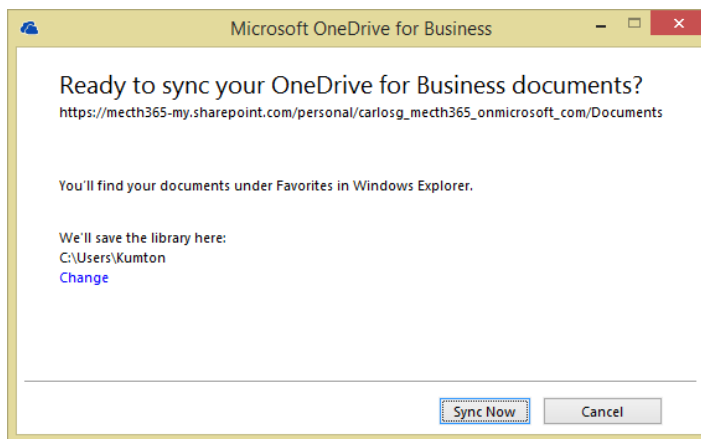 Microsoft OneDrive for Business
Ready to sync your OneDrive for Business documents?
https://mecth365-my.sharepoint.com/personal/carlosg_mecth365_onmicrosoft_com/Documents
You'll find your documents under Favorites in Windows Explorer.
We'll save the library here:
C:\Users\Kumton
Change
Sync Now Cancel